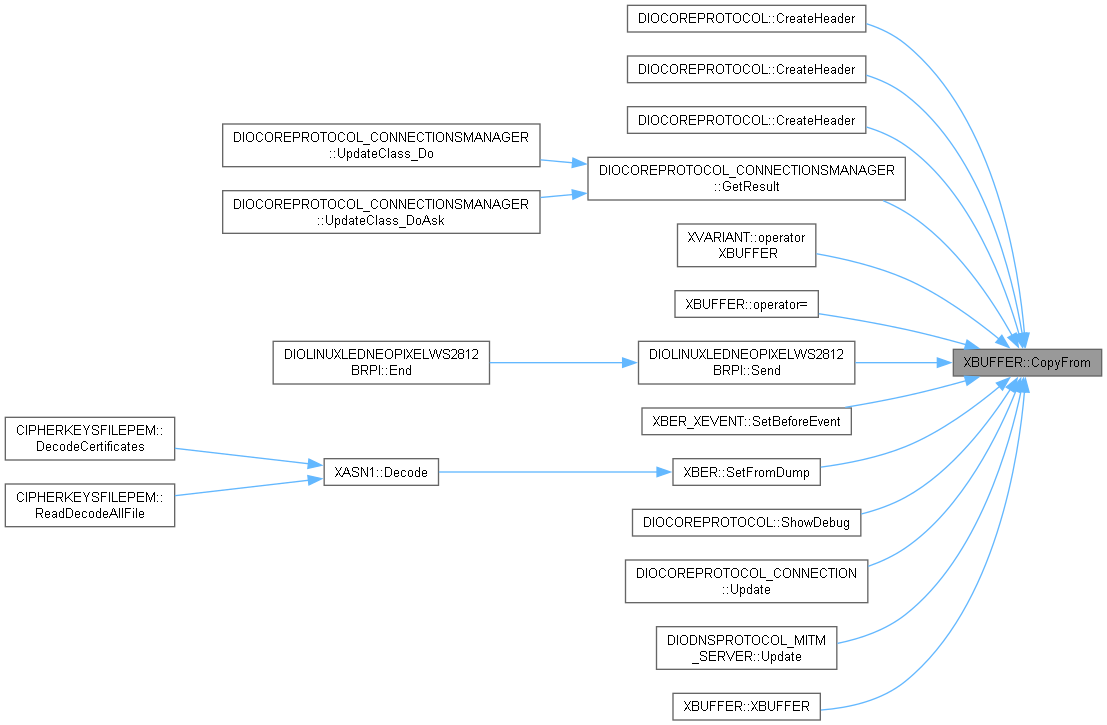 DIOCOREPROTOCOL::CreateHeader
DIOCOREPROTOCOL::CreateHeader
DIOCOREPROTOCOL::CreateHeader
DIOCOREPROTOCOL_CONNECTIONSMANAGER
::UpdateClass_Do
DIOCOREPROTOCOL_CONNECTIONSMANAGER
::GetResult
DIOCOREPROTOCOL_CONNECTIONSMANAGER
::UpdateClass_DoAsk
XVARIANT::operator
XBUFFER
XBUFFER::operator=
DIOLINUXLEDNEOPIXELWS2812
BRPI::End
DIOLINUXLEDNEOPIXELWS2812
BRPI::Send
XBUFFER::CopyFrom
XBER_XEVENT::SetBeforeEvent
CIPHERKEYSFILEPEM::
DecodeCertificates
XASN1::Decode
XBER::SetFromDump
CIPHERKEYSFILEPEM::
ReadDecodeAllFile
DIOCOREPROTOCOL::ShowDebug
DIOCOREPROTOCOL_CONNECTION
::Update
DIODNSPROTOCOL_MITM
_SERVER::Update
XBUFFER::XBUFFER